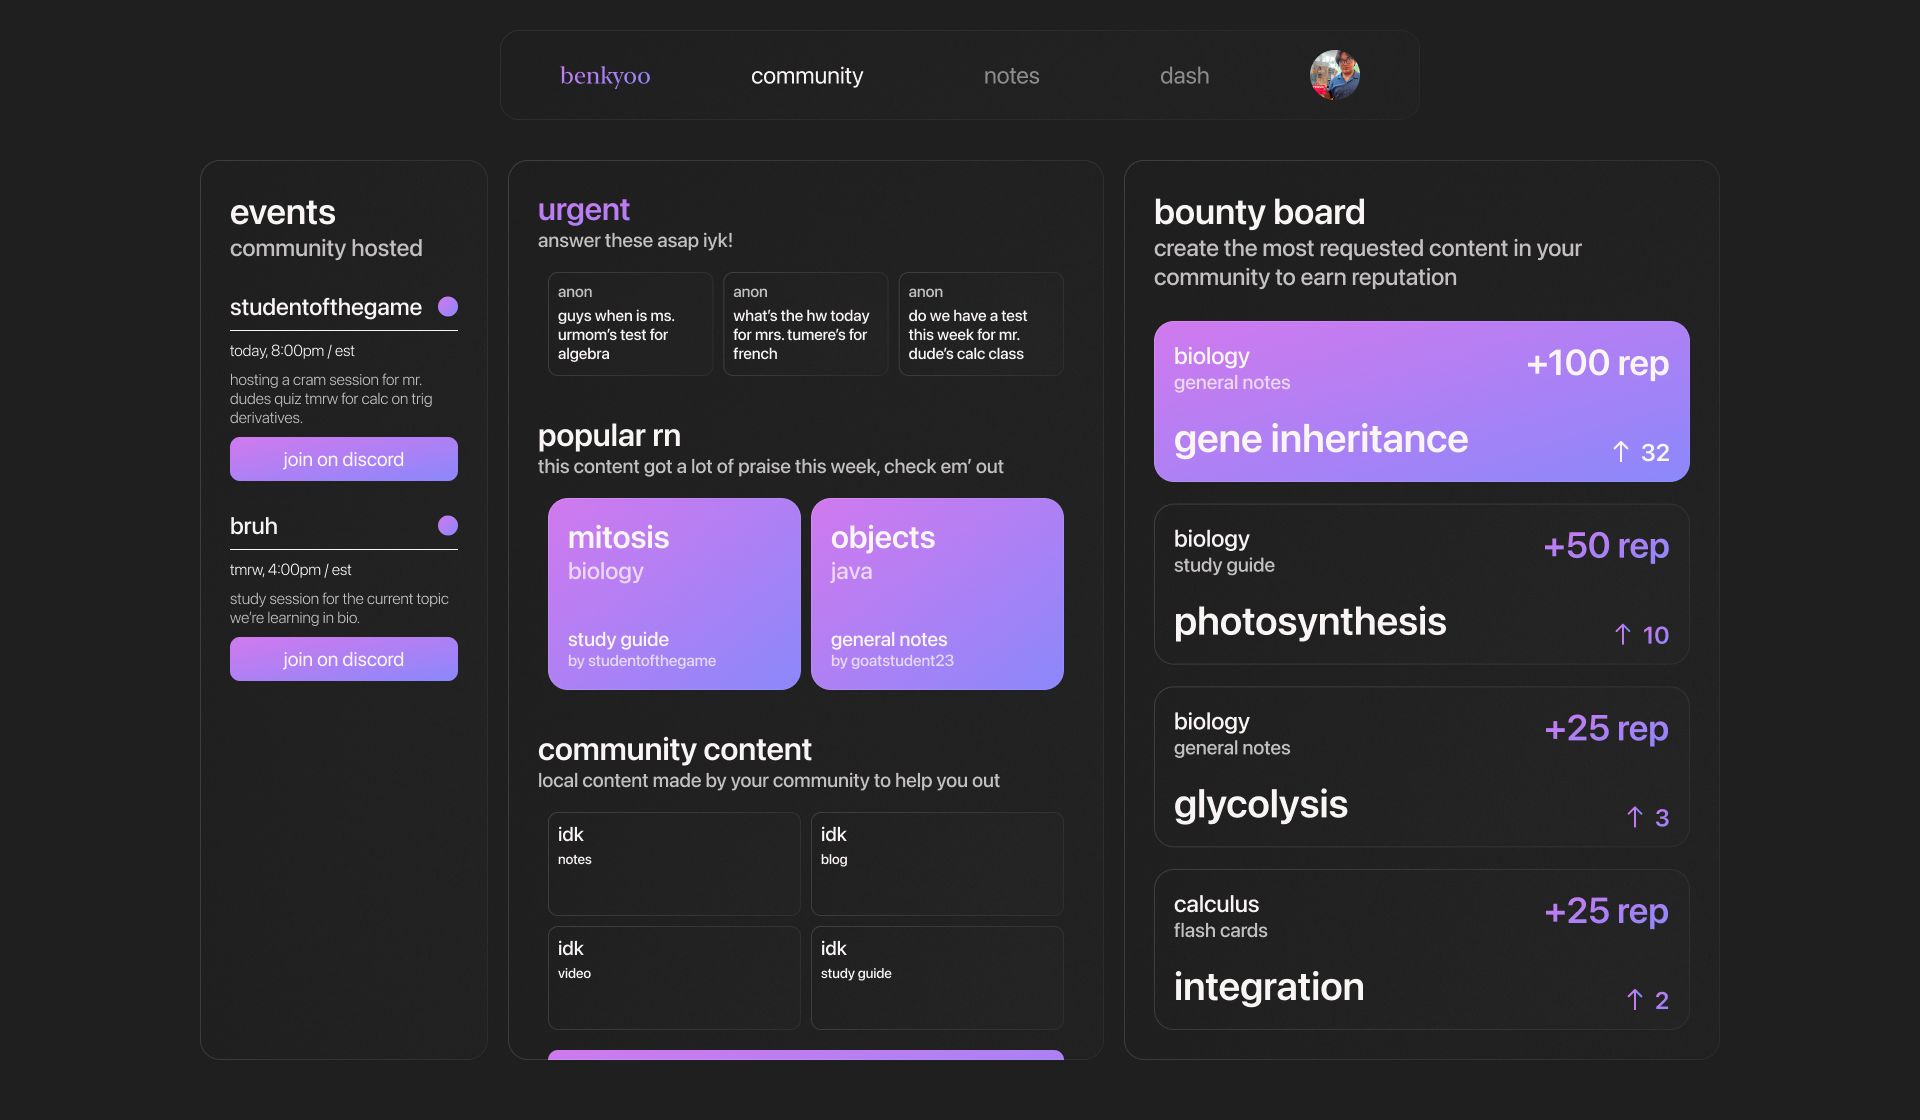 benkyoo
community
notes
dash
events
community hosted
studentofthegame
today, 8:00pm / est
hosting a cram session for mr.
dudes quiz tmrw for calc on trig
derivatives.
join on discord
bruh
tmrw, 4:00pm / est
study session for the current topic
we're learning in bio.
join on discord
urgent
answer these asap iyk!
anon
guys when is ms.
urmom's test for
algebra
anon
what's the hw today
for mrs. tumere's for
french
anon
do we have a test
this week for mr.
dude's calc class
popular rn
this content got a lot of praise this week, check em' out
mitosis
biology
study guide
by studentofthegame
objects
java
general notes
by goatstudent23
community content
local content made by your community to help you out
idk
notes
idk
blog
idk
video
idk
study guide
bounty board
create the most requested content in your
community to earn reputation
biology
general notes
+100 rep
gene inheritance
↑ 32
biology
study guide
+50 rep
photosynthesis
↑ 10
biology
general notes
+25 rep
glycolysis
↑ 3
calculus
flash cards
+25 rep
integration
↑ 2